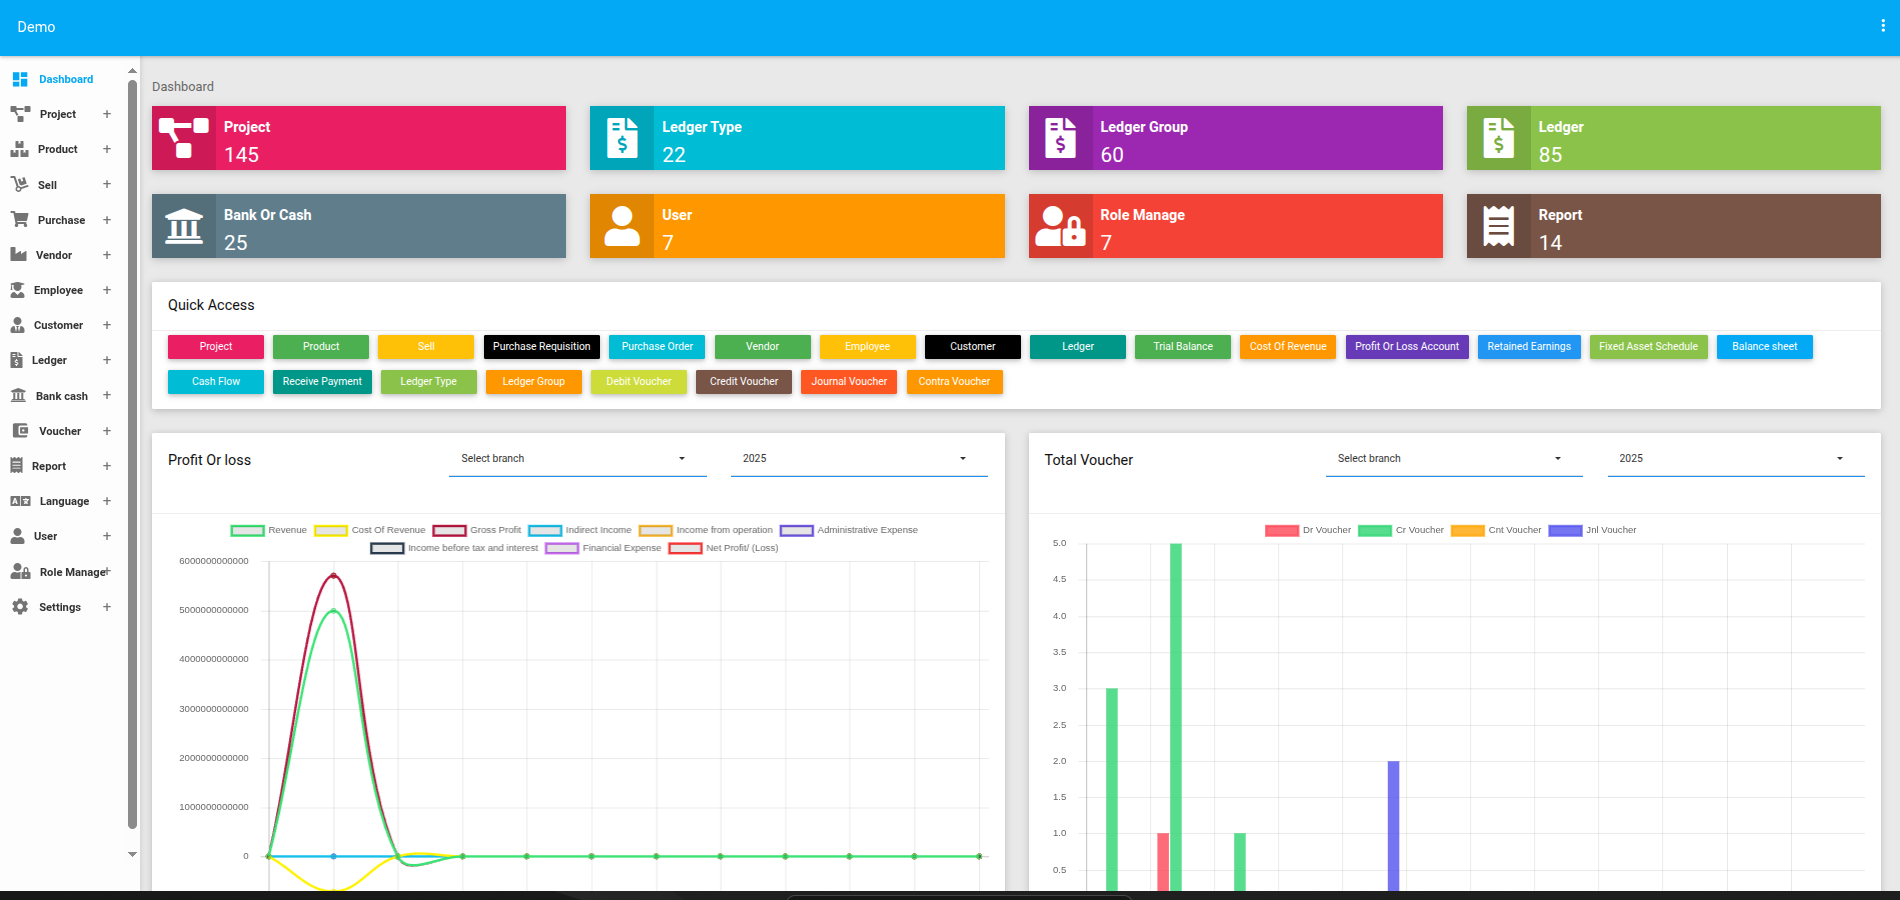 Demo
Dashboard
Project +
Product +
Sell +
Purchase +
Vendor +
Employee +
Customer +
Ledger +
Bank cash +
Voucher +
Report +
Language +
User +
Role Manage +
Settings +
Dashboard
Project
145
Ledger Type
22
Ledger Group
60
Ledger
85
Bank Or Cash
25
User
7
Role Manage
7
Report
14
Quick Access
Project Product Sell Purchase Requisition Purchase Order Vendor Employee Customer Ledger Trial Balance Cost Of Revenue Profit Or Loss Account Retained Earnings Fixed Asset Schedule Balance sheet
Cash Flow Receive Payment Ledger Type Ledger Group Debit Voucher Credit Voucher Journal Voucher Contra Voucher
Profit Or loss Select branch 2025
Revenue Cost Of Revenue Gross Profit Indirect Income Income from operation Administrative Expense
Income before tax and interest Financial Expense Net Profit/ (Loss)
6000000000000
5000000000000
4000000000000
3000000000000
2000000000000
1000000000000
0
Total Voucher Select branch 2025
Dr Voucher Cr Voucher Cnt Voucher Jnl Voucher
5.0
4.5
4.0
3.5
3.0
2.5
2.0
1.5
1.0
0.5